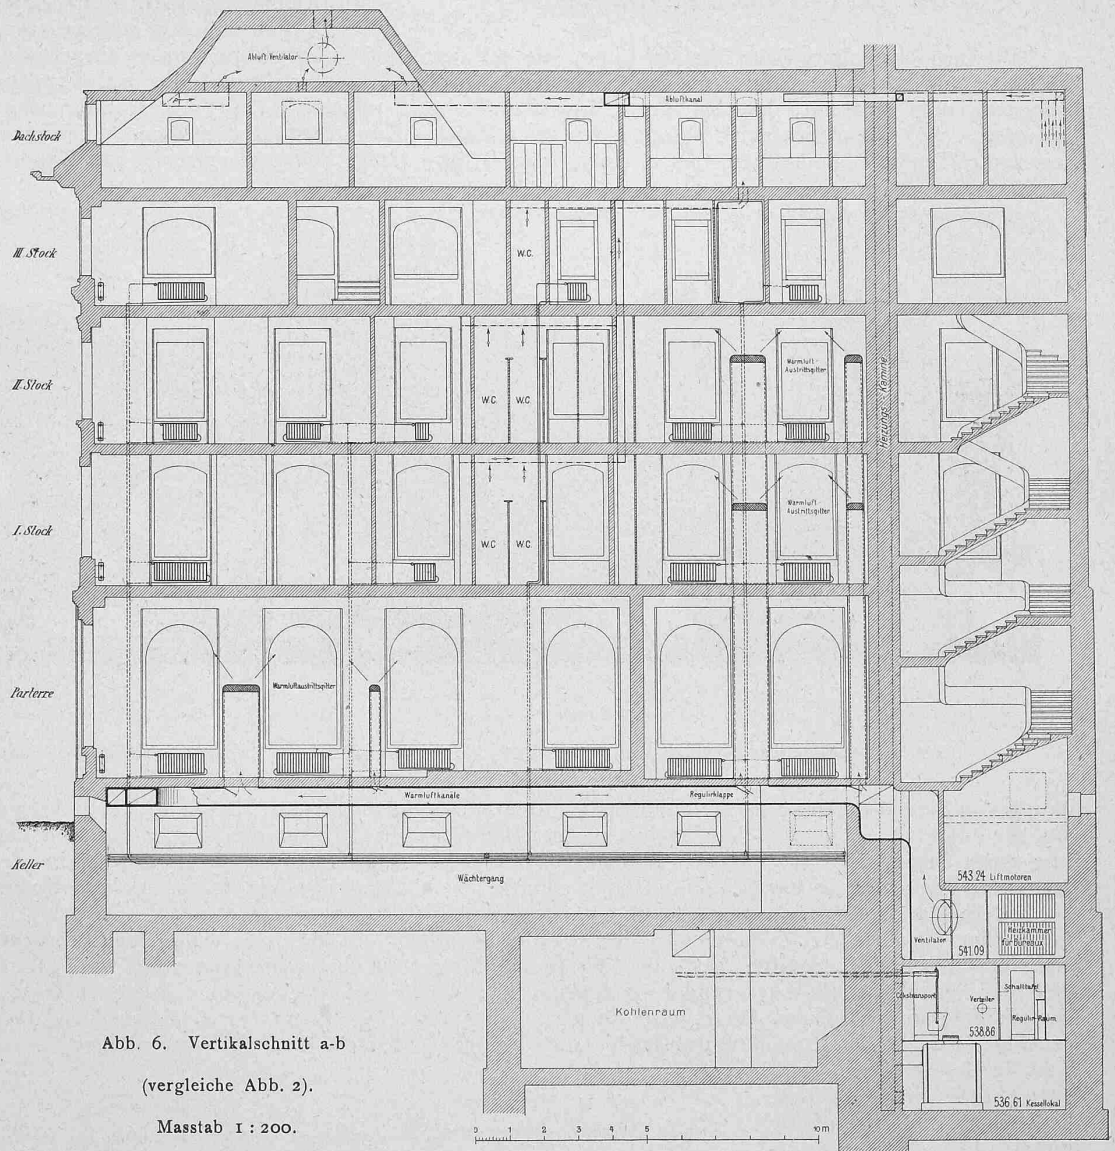 Abluft Ventilator
Abluftkanal
Dachstock
III. Stock
W.C.
II. Stock
W.C. W.C.
Warmluft-
Austrittsgitter
Heizungs-Kamine
I. Stock
W.C. W.C.
Warmluft
Austrittsgitter
Parterre
Warmluftaustrittsgitter
Warmluftkanäle
Regulirklappe
Keller
Wächtergang
543.24 Liftmotoren
Ventilator
541.09
Heizkammer
für Bureaux
Kohlenraum
Cokstransport
Verteiler
538.86
Schalttafel
Regulir-Raum
536.61 Kessellokal
Abb. 6. Vertikalschnitt a-b
(vergleiche Abb. 2).
Masstab 1 : 200.
0 1 2 3 4 5 10 m